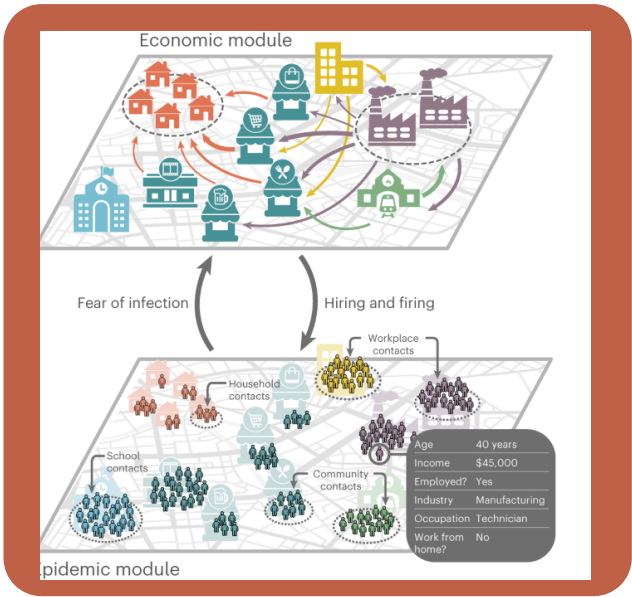 Economic module
Fear of infection
Hiring and firing
Workplace
contacts
Household
contacts
School
contacts
Community
contacts
Age 40 years
Income $45,000
Employed? Yes
Industry Manufacturing
Occupation Technician
Work from No
home?
pidemic module